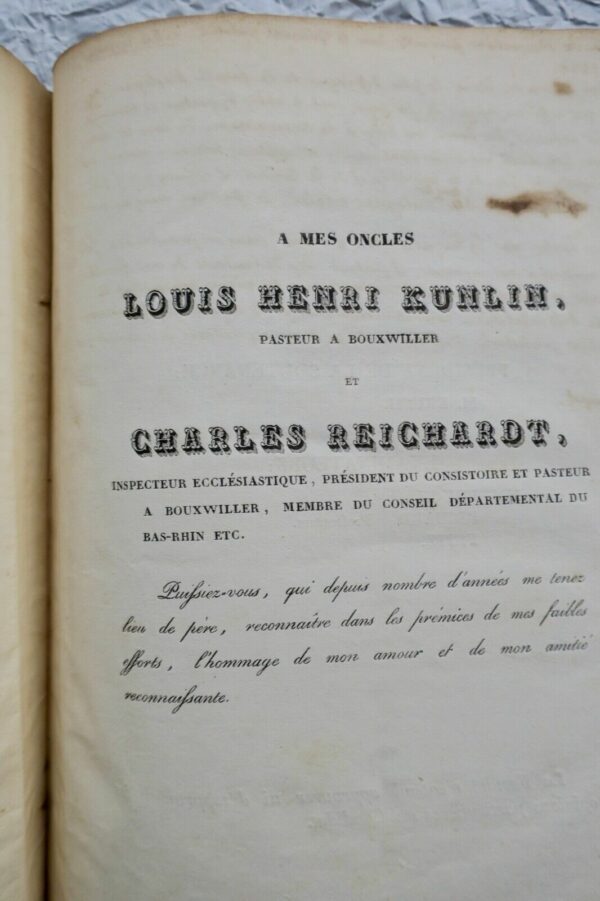 A MES ONCLES
LOUIS HENRI KUNLIN,
PASTEUR A BOUXWILLER
ET
CHARLES REICHARDT,
INSPECTEUR ECCLÉSIASTIQUE, PRÉSIDENT DU CONSISTOIRE ET PASTEUR
A BOUXWILLER, MEMBRE DU CONSEIL DÉPARTEMENTAL DU
BAS-RHIN ETC.
Puissiez-vous, qui depuis nombre d'années me tenez
lieu de père, reconnaître dans les prémices de mes faibles
efforts, l'hommage de mon amour et de mon amitié
reconnaissante.